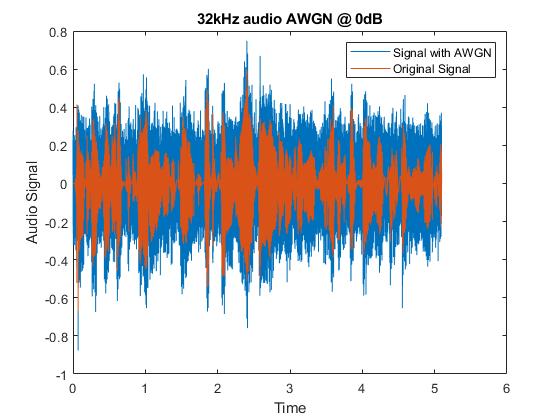 32kHz audio AWGN @ 0dB
0.8
0.6
0.4
0.2
0
-0.2
-0.4
-0.6
-0.8
-1
Audio Signal
Signal with AWGN
Original Signal
0 1 2 3 4 5 6
Time